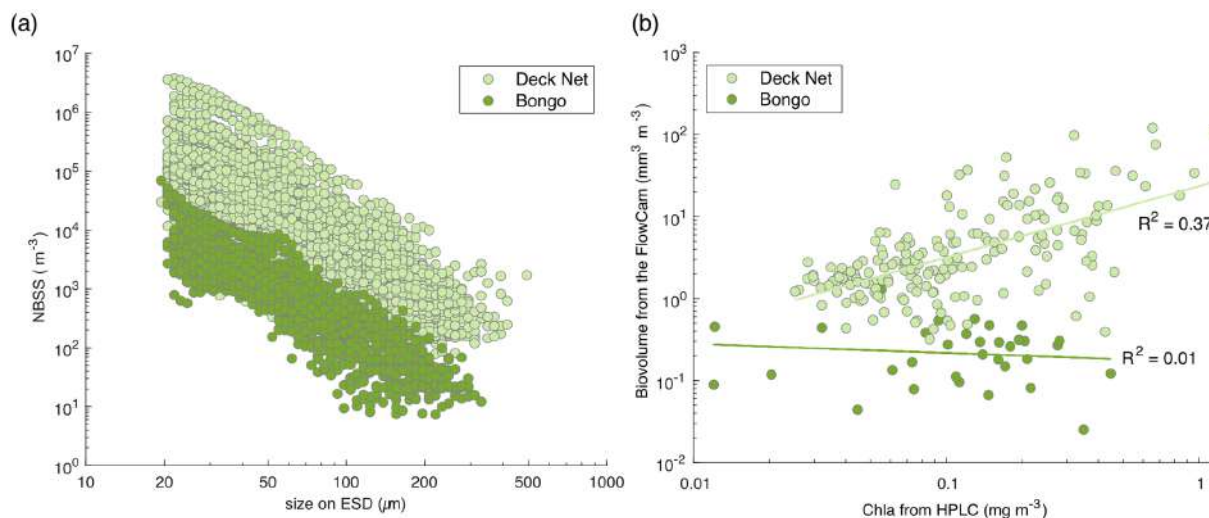 (a)
10⁷
10⁶
10⁵
10⁴
10³
10²
10¹
10⁰
NBSS ( m⁻³)
10 20 50 100 200 500 1000
size on ESD (μm)
Deck Net
Bongo
(b)
10³
10²
10¹
10⁰
10⁻¹
10⁻²
Biovolume from the FlowCam (mm³ m⁻³)
0.01 0.1 1
Chla from HPLC (mg m⁻³)
Deck Net
Bongo
R² = 0.37
R² = 0.01